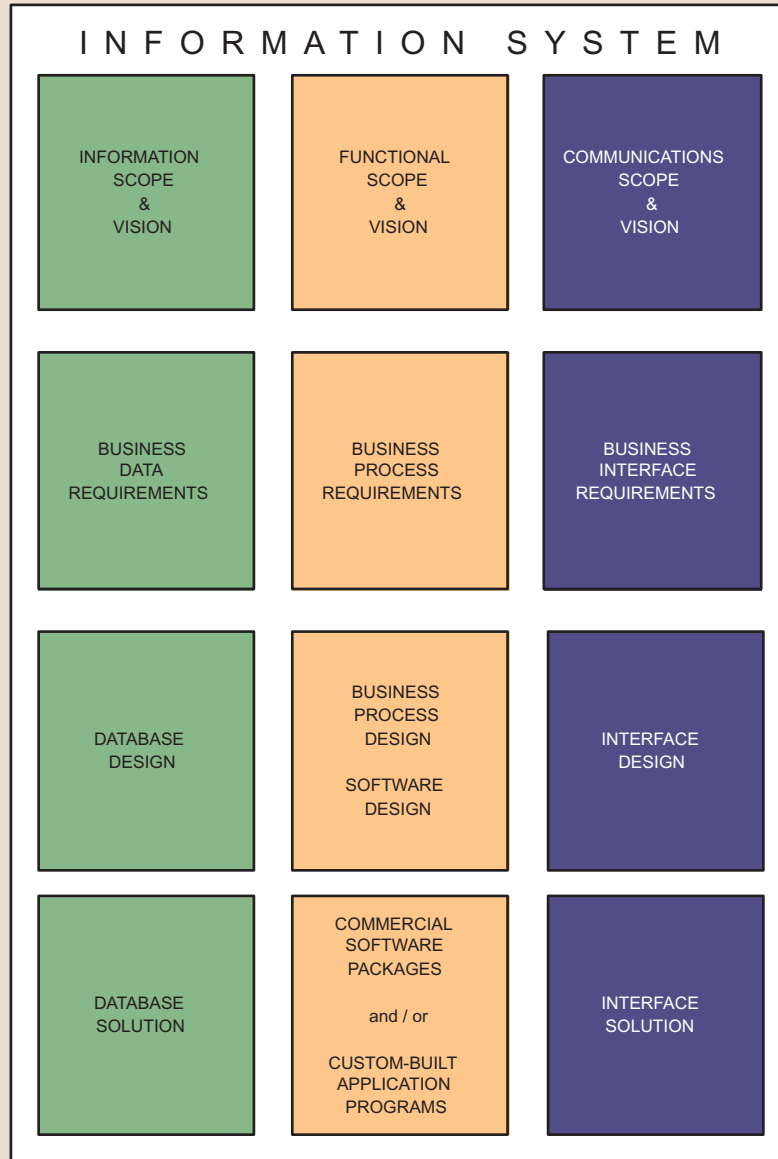 INFORMATION SYSTEM
INFORMATION
SCOPE
&
VISION
FUNCTIONAL
SCOPE
&
VISION
COMMUNICATIONS
SCOPE
&
VISION
BUSINESS
DATA
REQUIREMENTS
BUSINESS
PROCESS
REQUIREMENTS
BUSINESS
INTERFACE
REQUIREMENTS
DATABASE
DESIGN
BUSINESS
PROCESS
DESIGN
SOFTWARE
DESIGN
INTERFACE
DESIGN
DATABASE
SOLUTION
COMMERCIAL
SOFTWARE
PACKAGES
and / or
CUSTOM-BUILT
APPLICATION
PROGRAMS
INTERFACE
SOLUTION